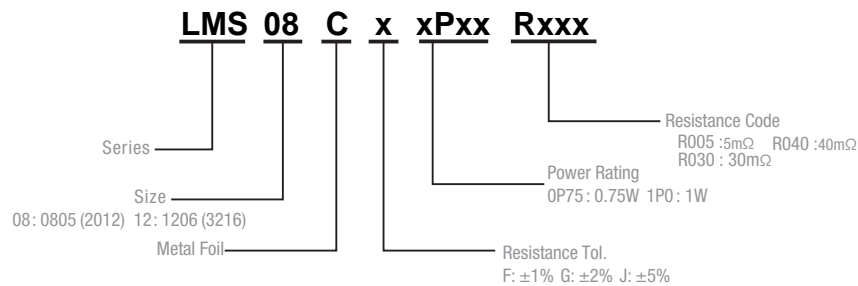 LMS 08 C x xPxx Rxxx
Resistance Code
R005 :5mΩ R040 :40mΩ
R030 : 30mΩ
Series
Power Rating
0P75 : 0.75W 1P0 : 1W
Size
08: 0805 (2012) 12: 1206 (3216)
Metal Foil
Resistance Tol.
F: ±1% G: ±2% J: ±5%